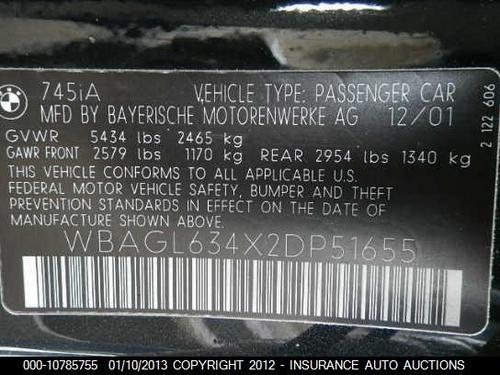 BMW
745iA VEHICLE TYPE: PASSENGER CAR
MFD BY BAYERISCHE MOTORENWERKE AG 12/01
GVWR 5434 lbs 2465 kg
GAWR FRONT 2579 lbs 1170 kg REAR 2954 lbs 1340 kg
THIS VEHICLE CONFORMS TO ALL APPLICABLE U.S.
FEDERAL MOTOR VEHICLE SAFETY, BUMPER AND THEFT
PREVENTION STANDARDS IN EFFECT ON THE DATE
OF MANUFACTURE SHOWN ABOVE.
WBAGL634X2DP51655
2 122 606
000-10785755 01/10/2013 COPYRIGHT 2012 - INSURANCE AUTO AUCTIONS